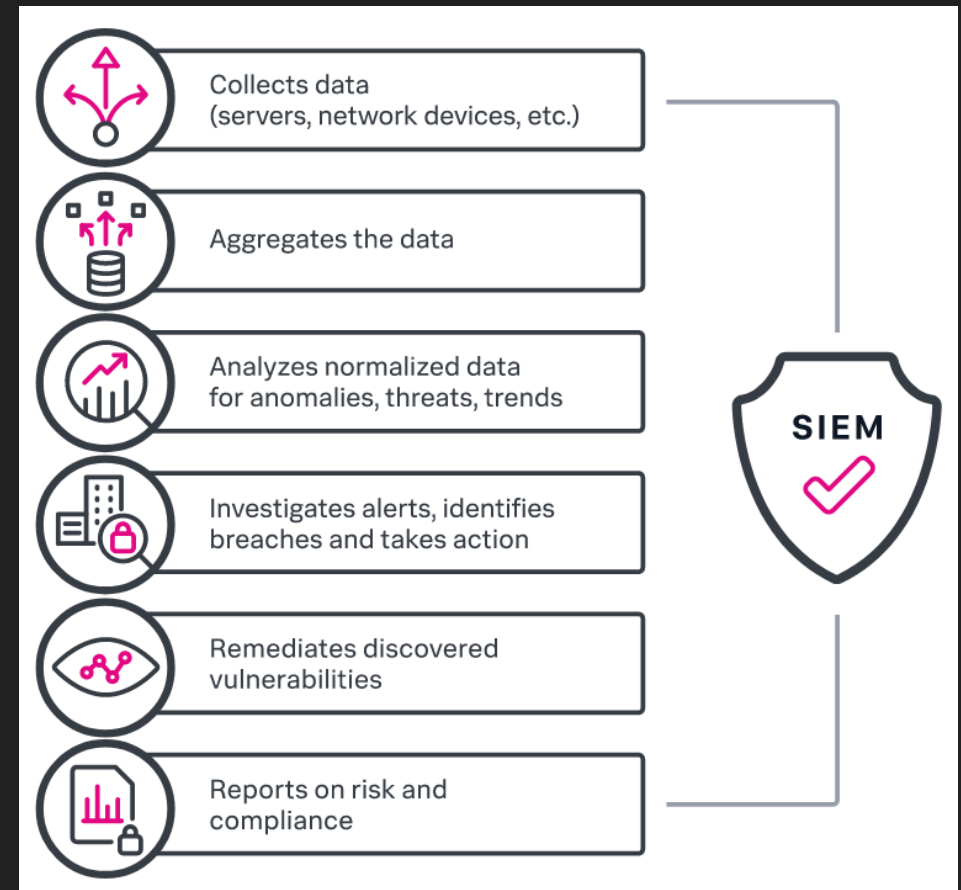 Collects data
(servers, network devices, etc.)
Aggregates the data
Analyzes normalized data
for anomalies, threats, trends
Investigates alerts, identifies
breaches and takes action
Remediates discovered
vulnerabilities
Reports on risk and
compliance
SIEM